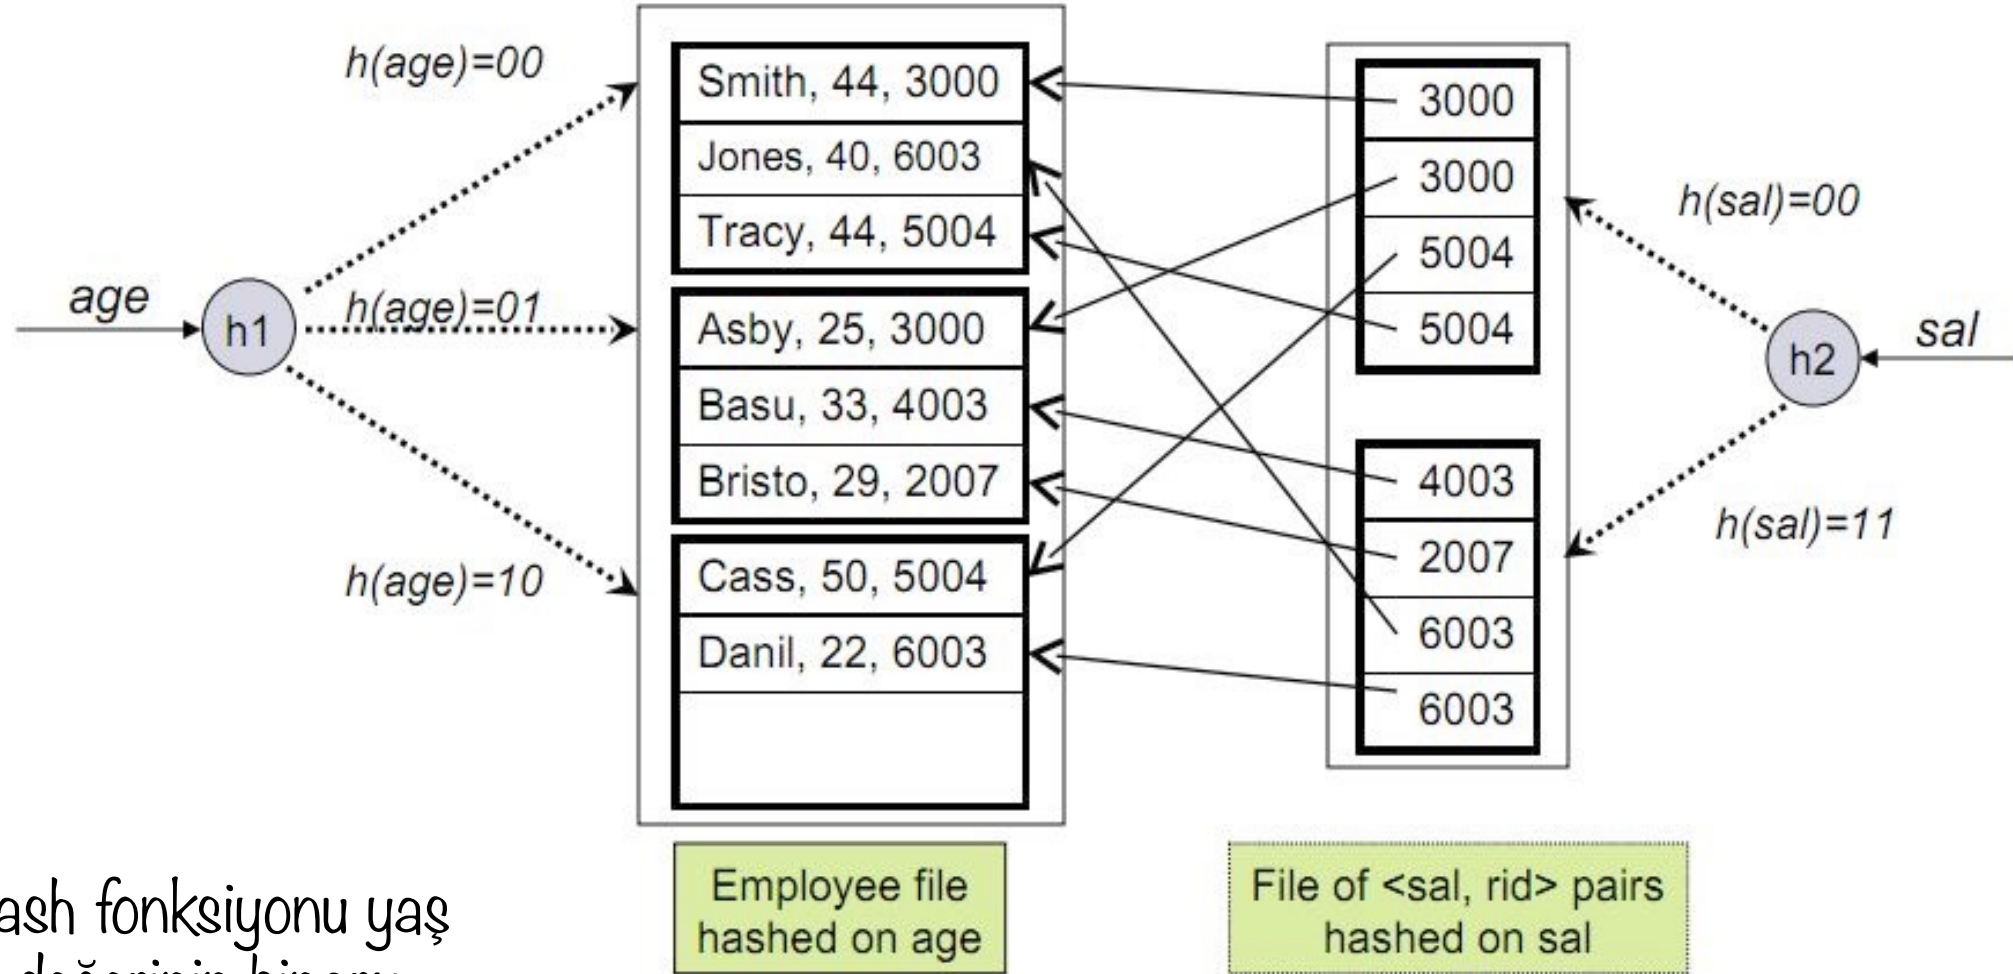 h(age)=00
h(age)=01
h(age)=10
age
h1
Smith, 44, 3000
Jones, 40, 6003
Tracy, 44, 5004
Asby, 25, 3000
Basu, 33, 4003
Bristo, 29, 2007
Cass, 50, 5004
Danil, 22, 6003
3000
3000
5004
5004
4003
2007
6003
6003
h(sal)=00
h(sal)=11
h2
sal
Employee file
hashed on age
File of <sal, rid> pairs
hashed on sal
ash fonksiyonu yaş